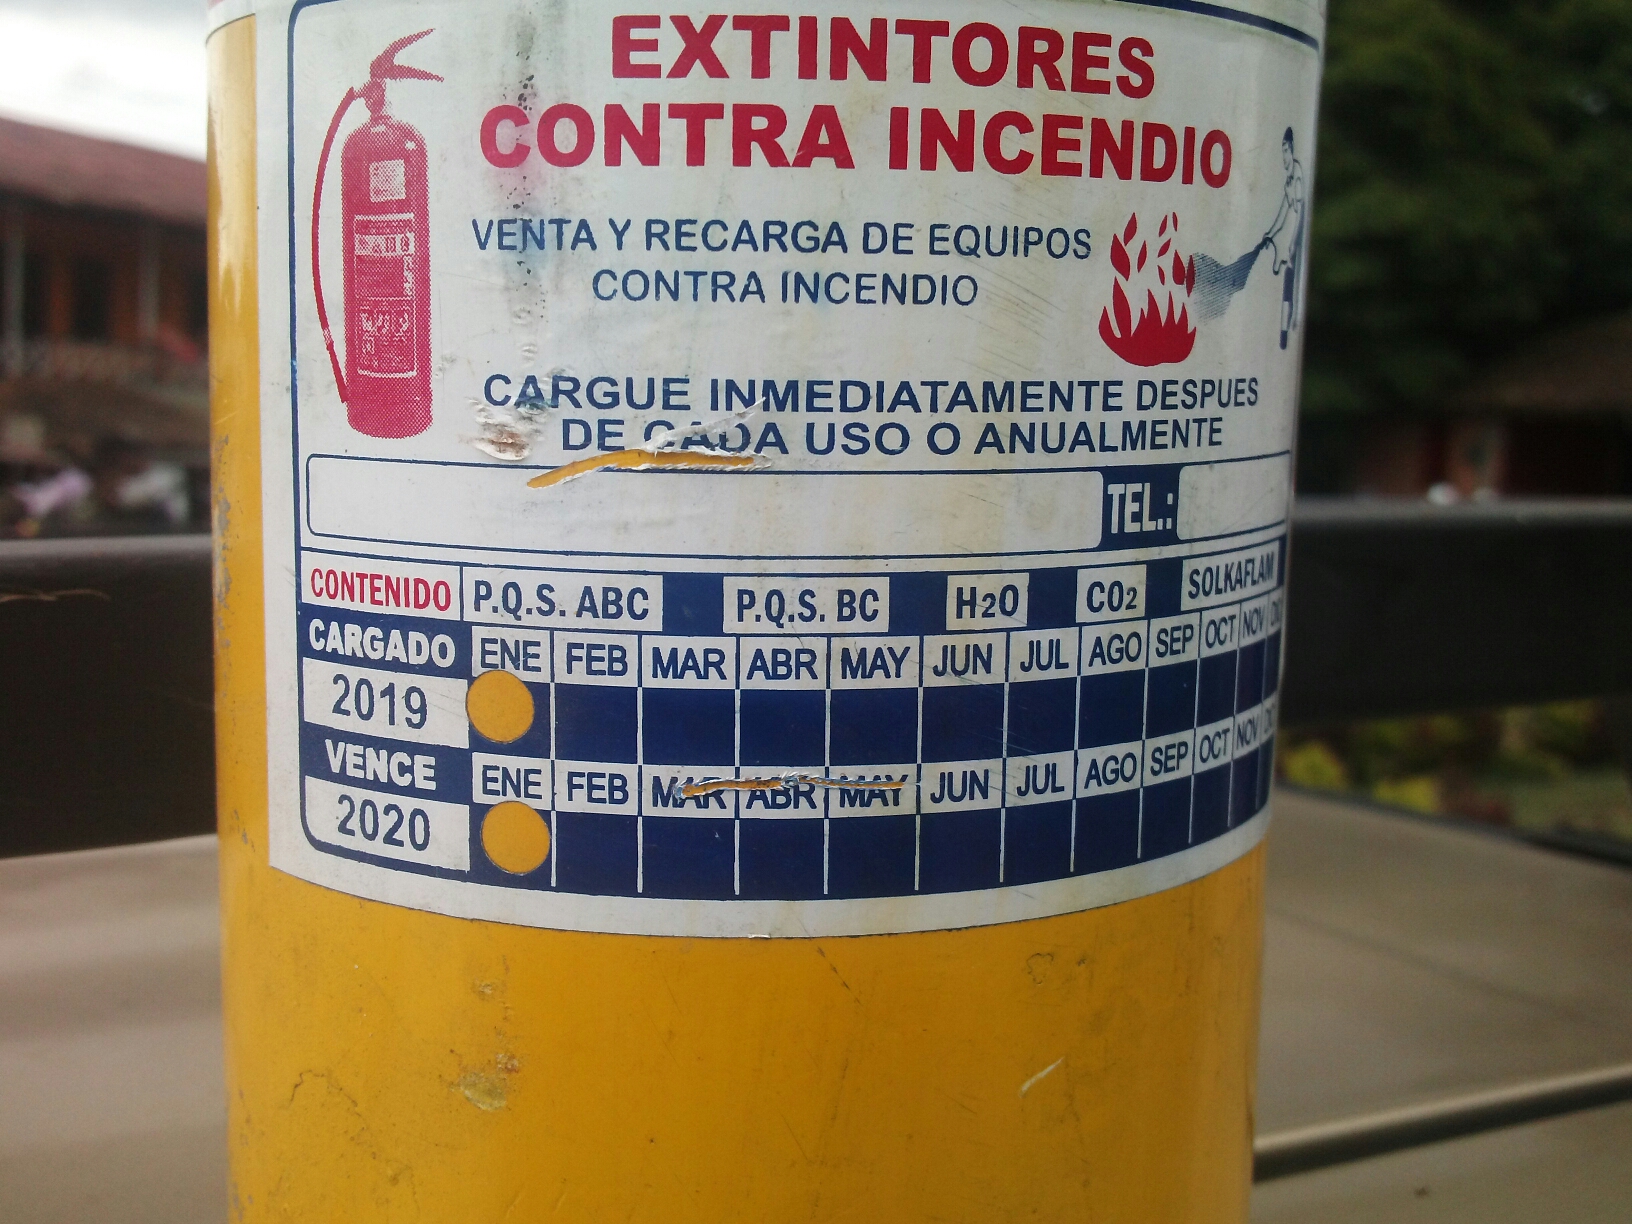 EXTINTORES
CONTRA INCENDIO
VENTA Y RECARGA DE EQUIPOS
CONTRA INCENDIO
CARGUE INMEDIATAMENTE DESPUES
DE CADA USO O ANUALMENTE
TEL.:
CONTENIDO P.Q.S. ABC P.Q.S. BC H2O CO2 SOLKAFLAM
CARGADO ENE FEB MAR ABR MAY JUN JUL AGO SEP OCT NOV
2019
VENCE ENE FEB MAR ABR MAY JUN JUL AGO SEP OCT NOV
2020